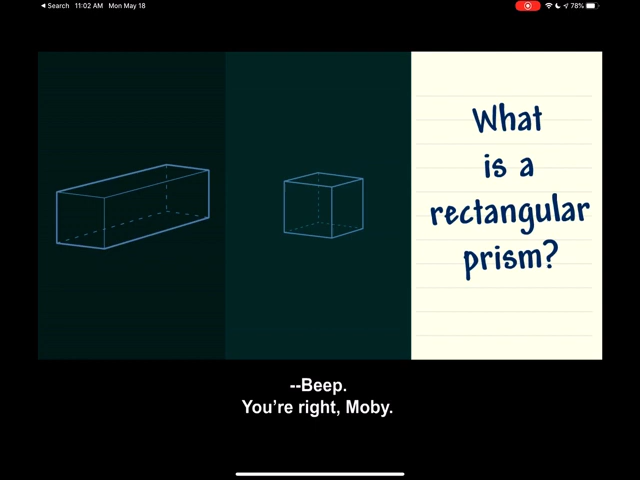 Search 11:02 AM Mon May 18
78%
What
is a
rectangular
prism?
--Beep.
You're right, Moby.